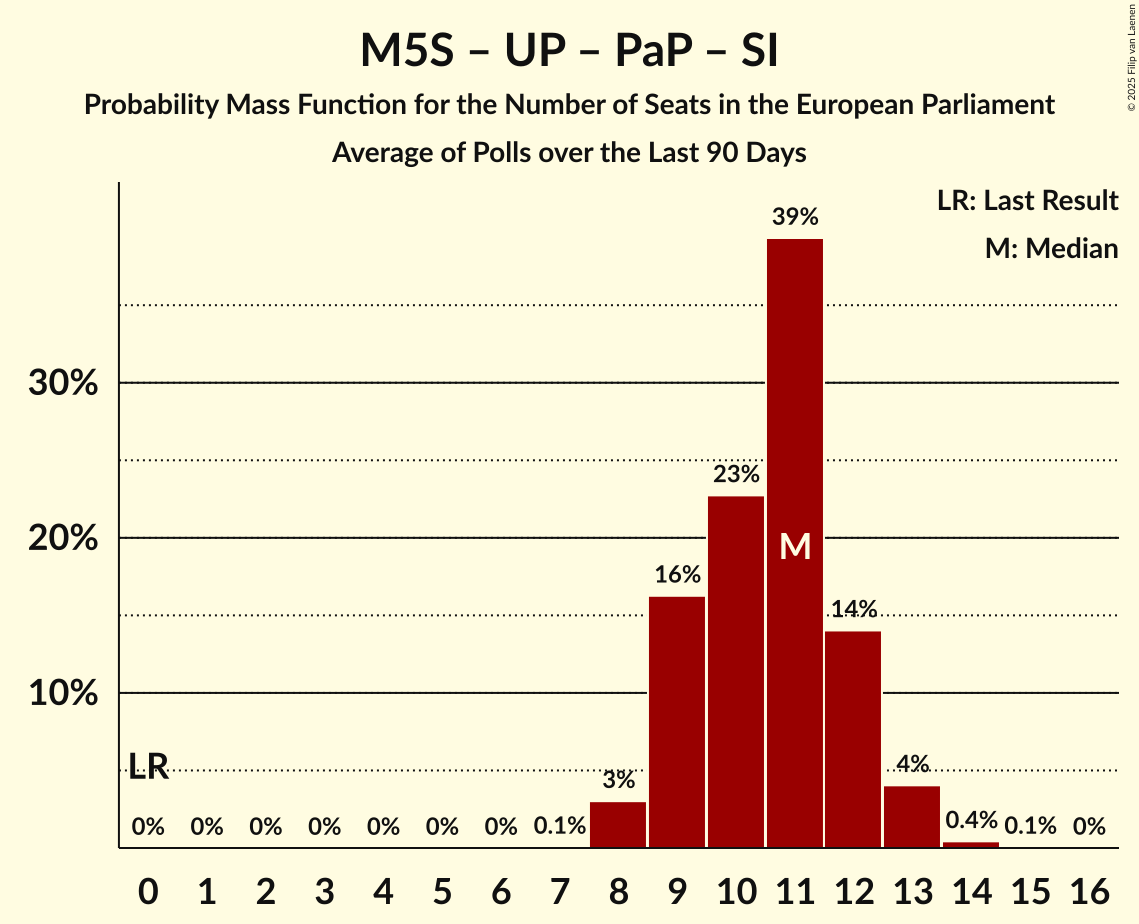 M5S – UP – PaP – SI
Probability Mass Function for the Number of Seats in the European Parliament
Average of Polls over the Last 90 Days
© 2025 Filip van Laenen
LR: Last Result
M: Median
39%
30%
23%
20%
M
16%
14%
10%
LR
4%
3%
0% 0% 0% 0% 0% 0% 0% 0.1% 0.4% 0.1% 0%
0 1 2 3 4 5 6 7 8 9 10 11 12 13 14 15 16